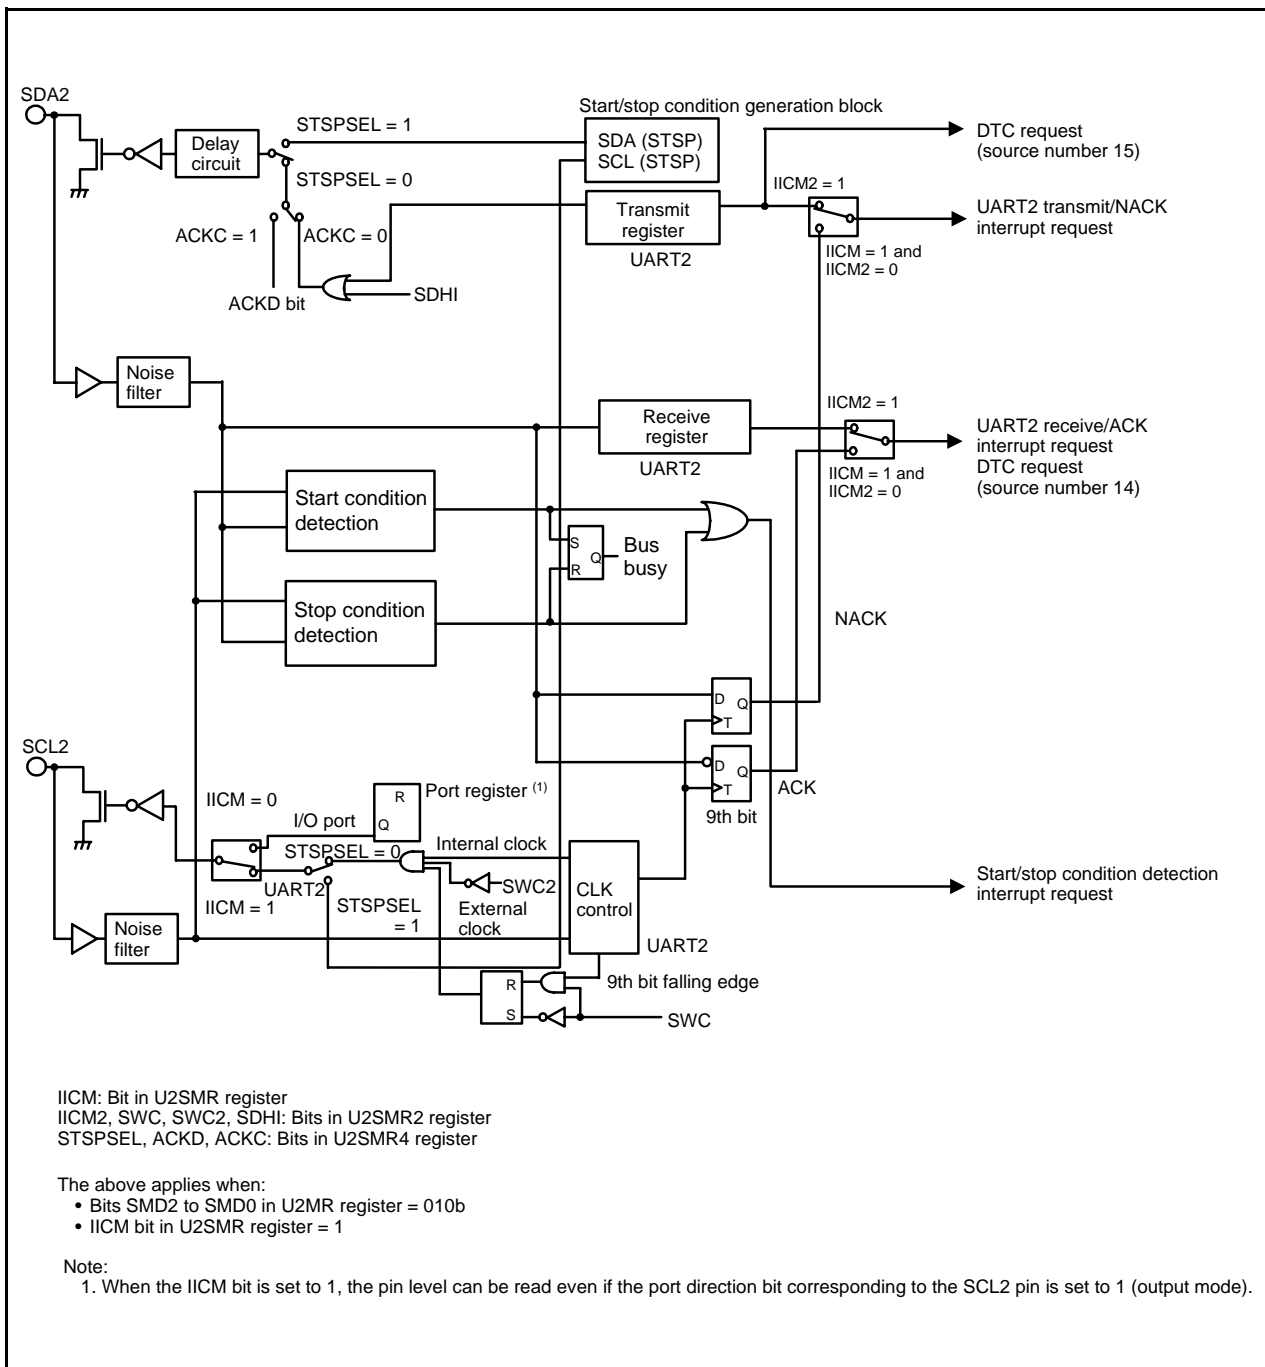 SDA2
Delay
circuit
STSPSEL = 1
STSPSEL = 0
ACKC = 1
ACKC = 0
ACKD bit
SDHI
Start/stop condition generation block
SDA (STSP)
SCL (STSP)
Transmit
register
UART2
DTC request
(source number 15)
IICM2 = 1
UART2 transmit/NACK
interrupt request
IICM = 1 and
IICM2 = 0
Noise
filter
Receive
register
UART2
IICM2 = 1
UART2 receive/ACK
interrupt request
DTC request
(source number 14)
IICM = 1 and
IICM2 = 0
Start condition
detection
S
R
Q
Bus
busy
Stop condition
detection
NACK
D
Q
T
D
Q
T
ACK
9th bit
SCL2
IICM = 0
I/O port
R
Q
Port register (1)
STSPSEL = 0
Internal clock
UART2
SWC2
IICM = 1
STSPSEL
= 1
External
clock
CLK
control
UART2
Noise
filter
Start/stop condition detection
interrupt request
R
S
9th bit falling edge
SWC
IICM: Bit in U2SMR register
IICM2, SWC, SWC2, SDHI: Bits in U2SMR2 register
STSPSEL, ACKD, ACKC: Bits in U2SMR4 register
The above applies when:
• Bits SMD2 to SMD0 in U2MR register = 010b
• IICM bit in U2SMR register = 1
Note:
1. When the IICM bit is set to 1, the pin level can be read even if the port direction bit corresponding to the SCL2 pin is set to 1 (output mode).